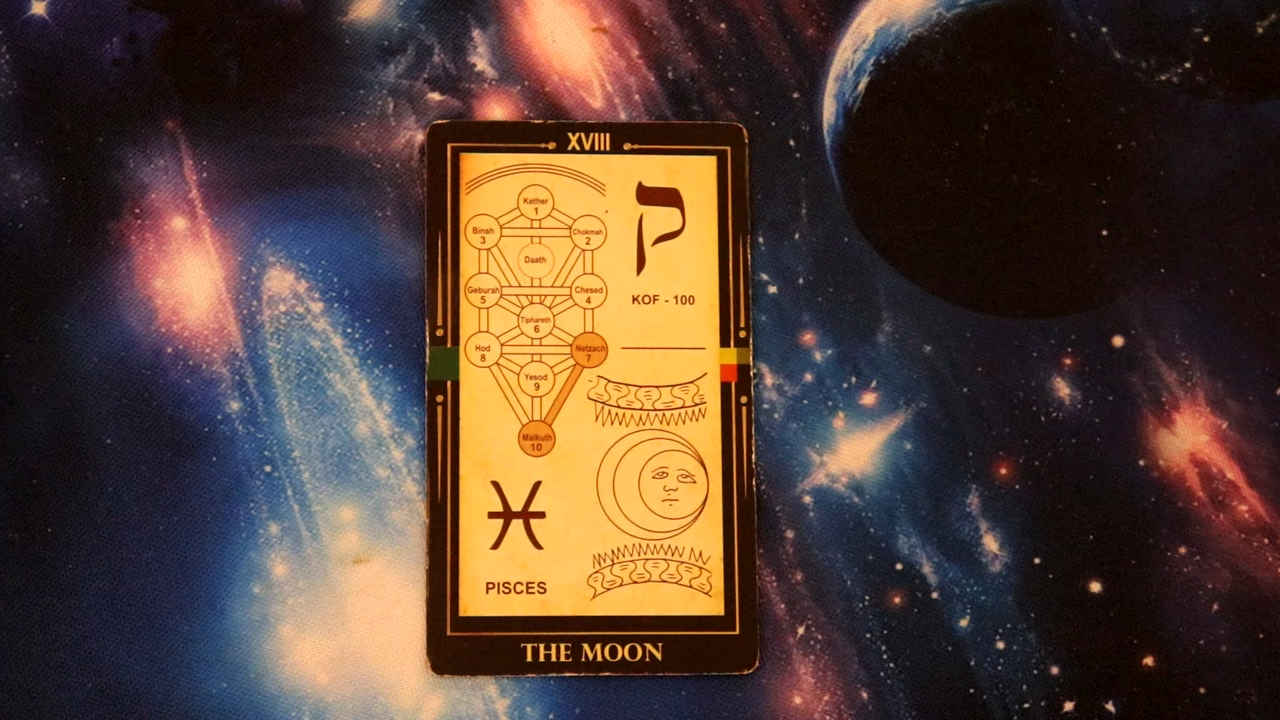 XVIII
Kether
1
Binah
3
Chokmah
2
Daath
Geburah
5
Chesed
4
Tiphareth
6
Hod
8
Netzach
7
Yesod
9
Malkuth
10
ק
KOF - 100
PISCES
THE MOON